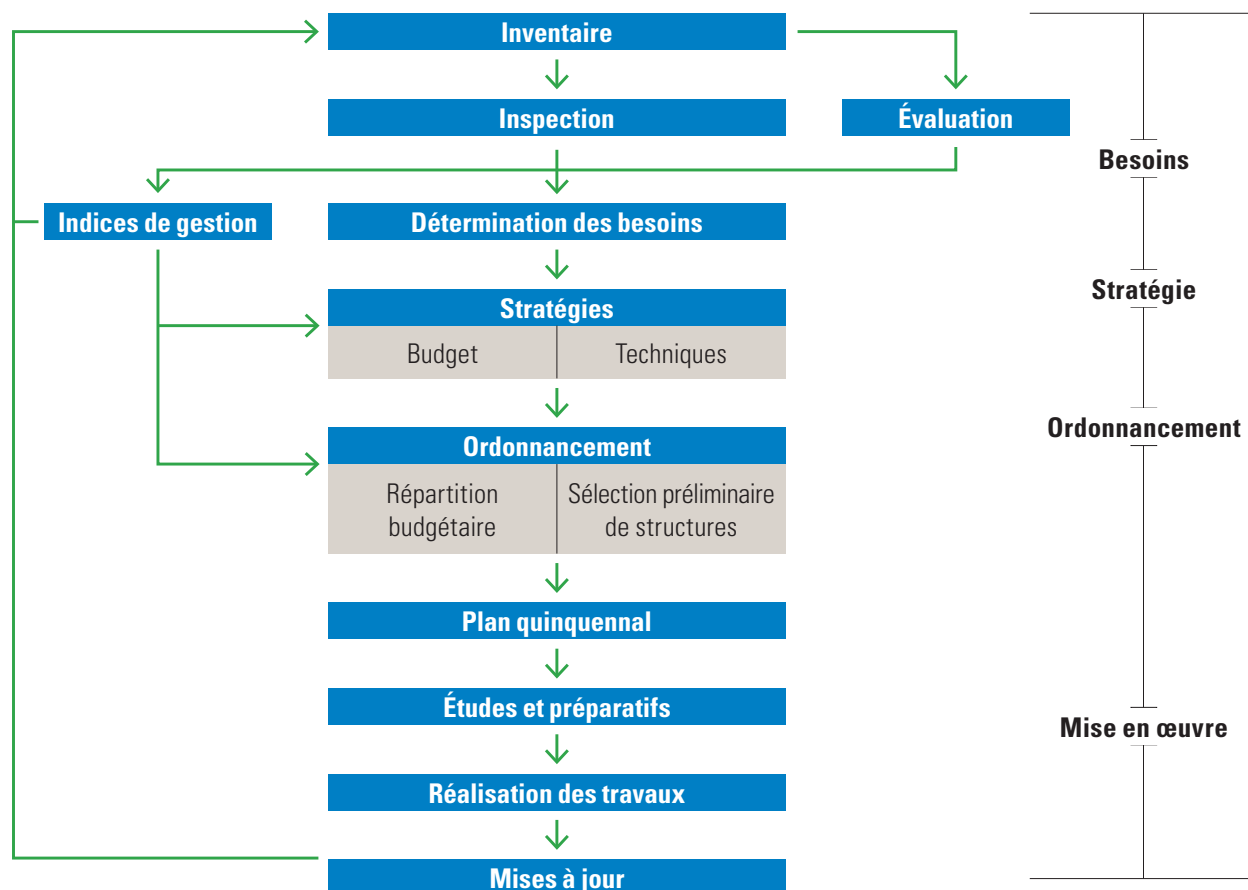 Inventaire
Inspection
Évaluation
Besoins
Indices de gestion
Détermination des besoins
Stratégies
Stratégie
Budget
Techniques
Ordonnancement
Ordonnancement
Répartition
budgétaire
Sélection préliminaire
de structures
Plan quinquennal
Études et préparatifs
Mise en œuvre
Réalisation des travaux
Mises à jour